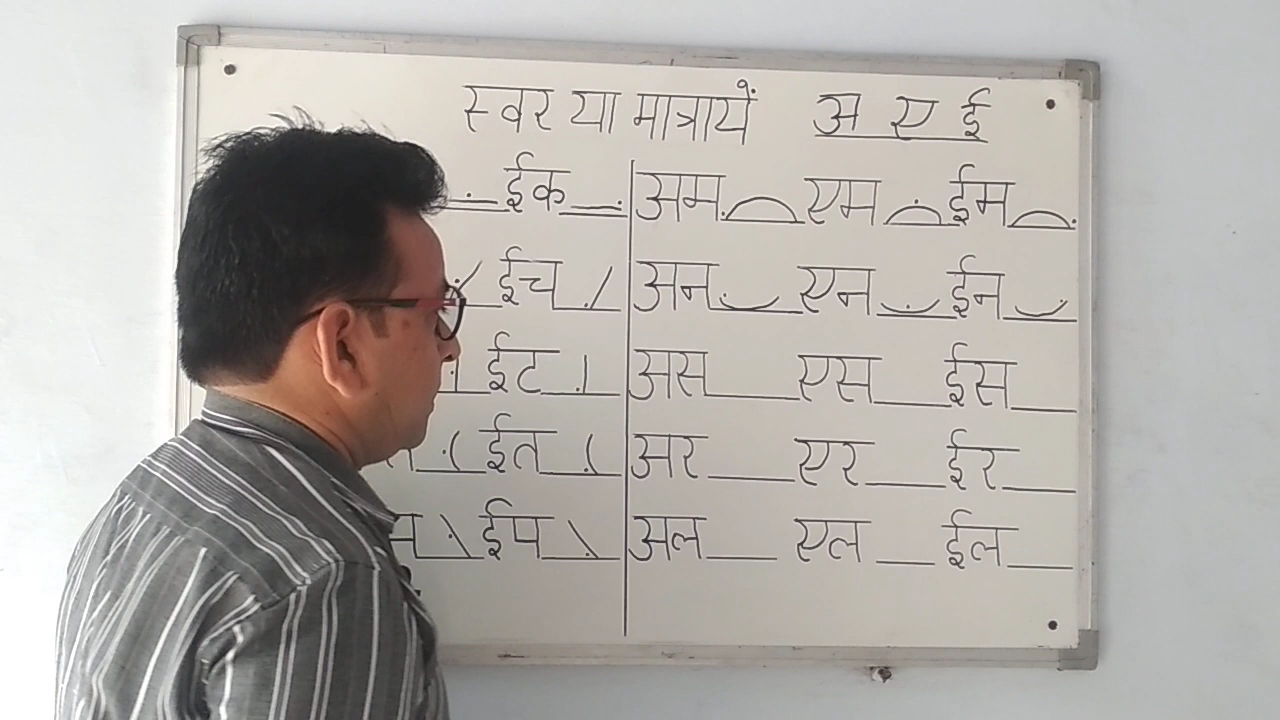 स्वर या मात्रायें अ ए ई
ईक अम एम ईम
ईच अन एन ईन
ईट अस एस ईस
ईत अर एर ईर
ईप अल एल ईल